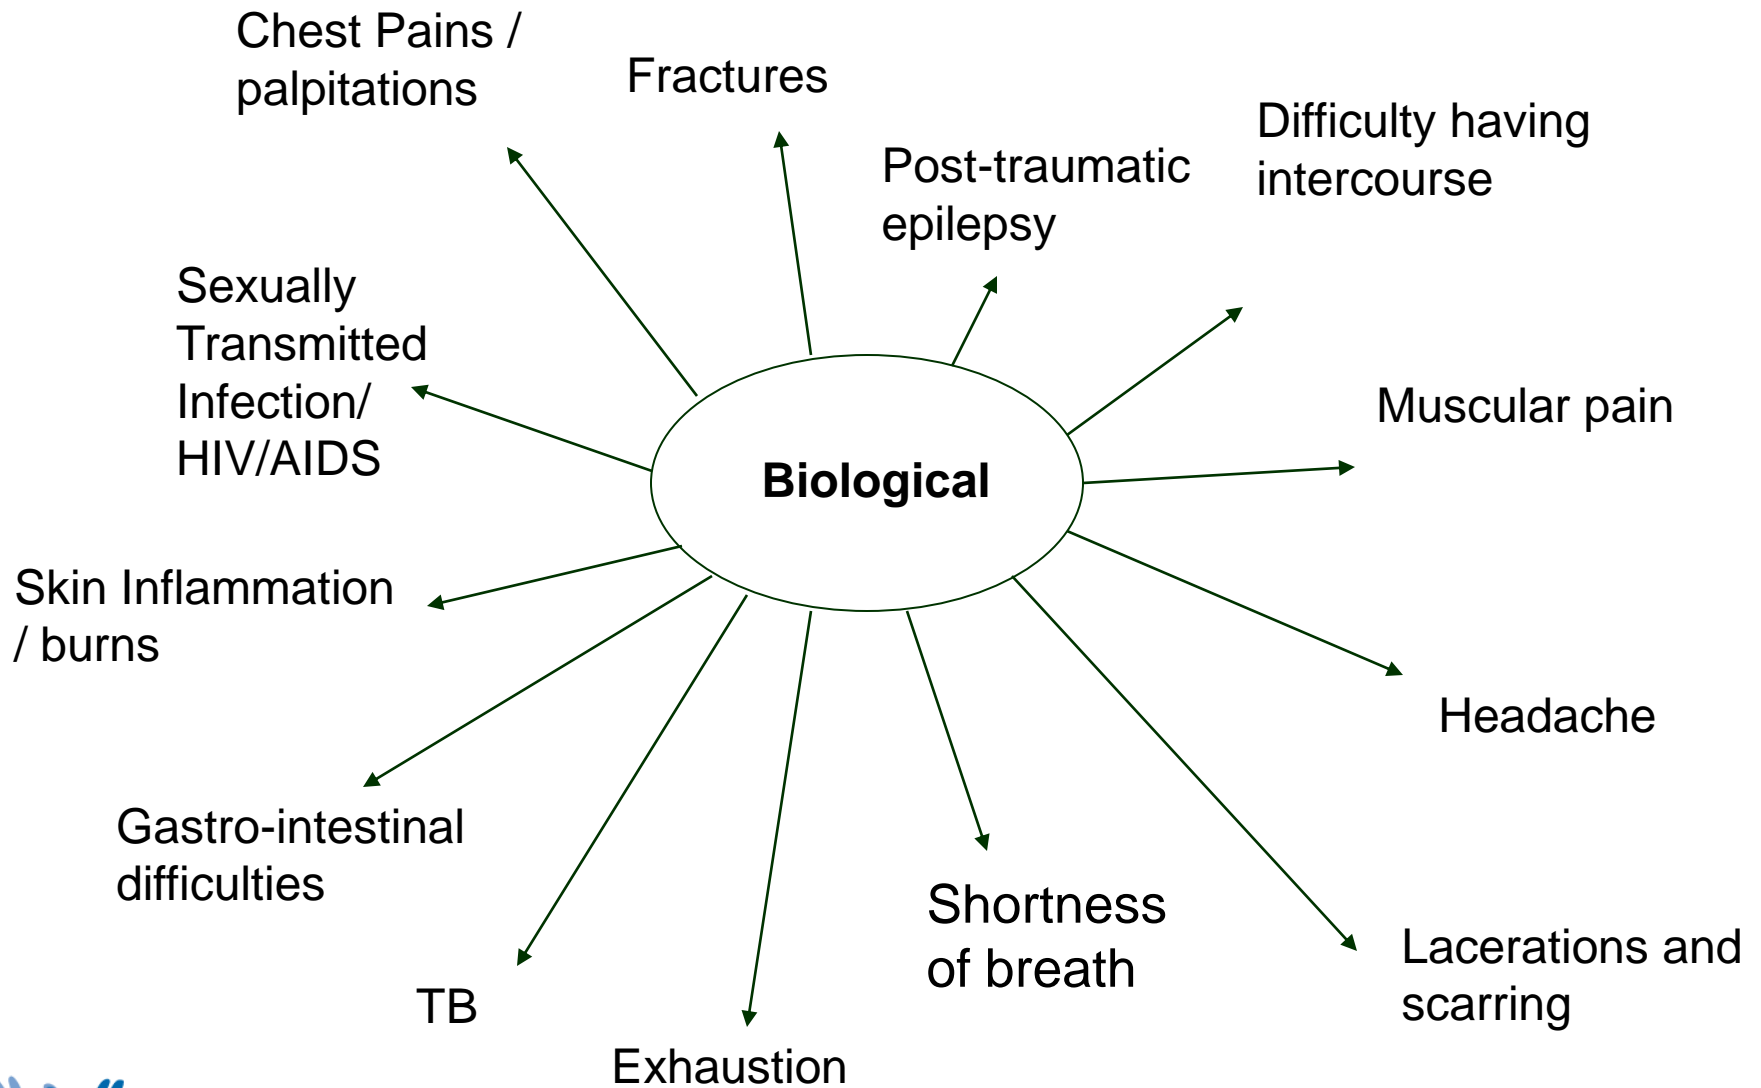 Chest Pains /
palpitations
Fractures
Difficulty having
intercourse
Post-traumatic
epilepsy
Sexually
Transmitted
Infection/
HIV/AIDS
Muscular pain
Biological
Skin Inflammation
/ burns
Headache
Gastro-intestinal
difficulties
Shortness
of breath
Lacerations and
scarring
TB
Exhaustion